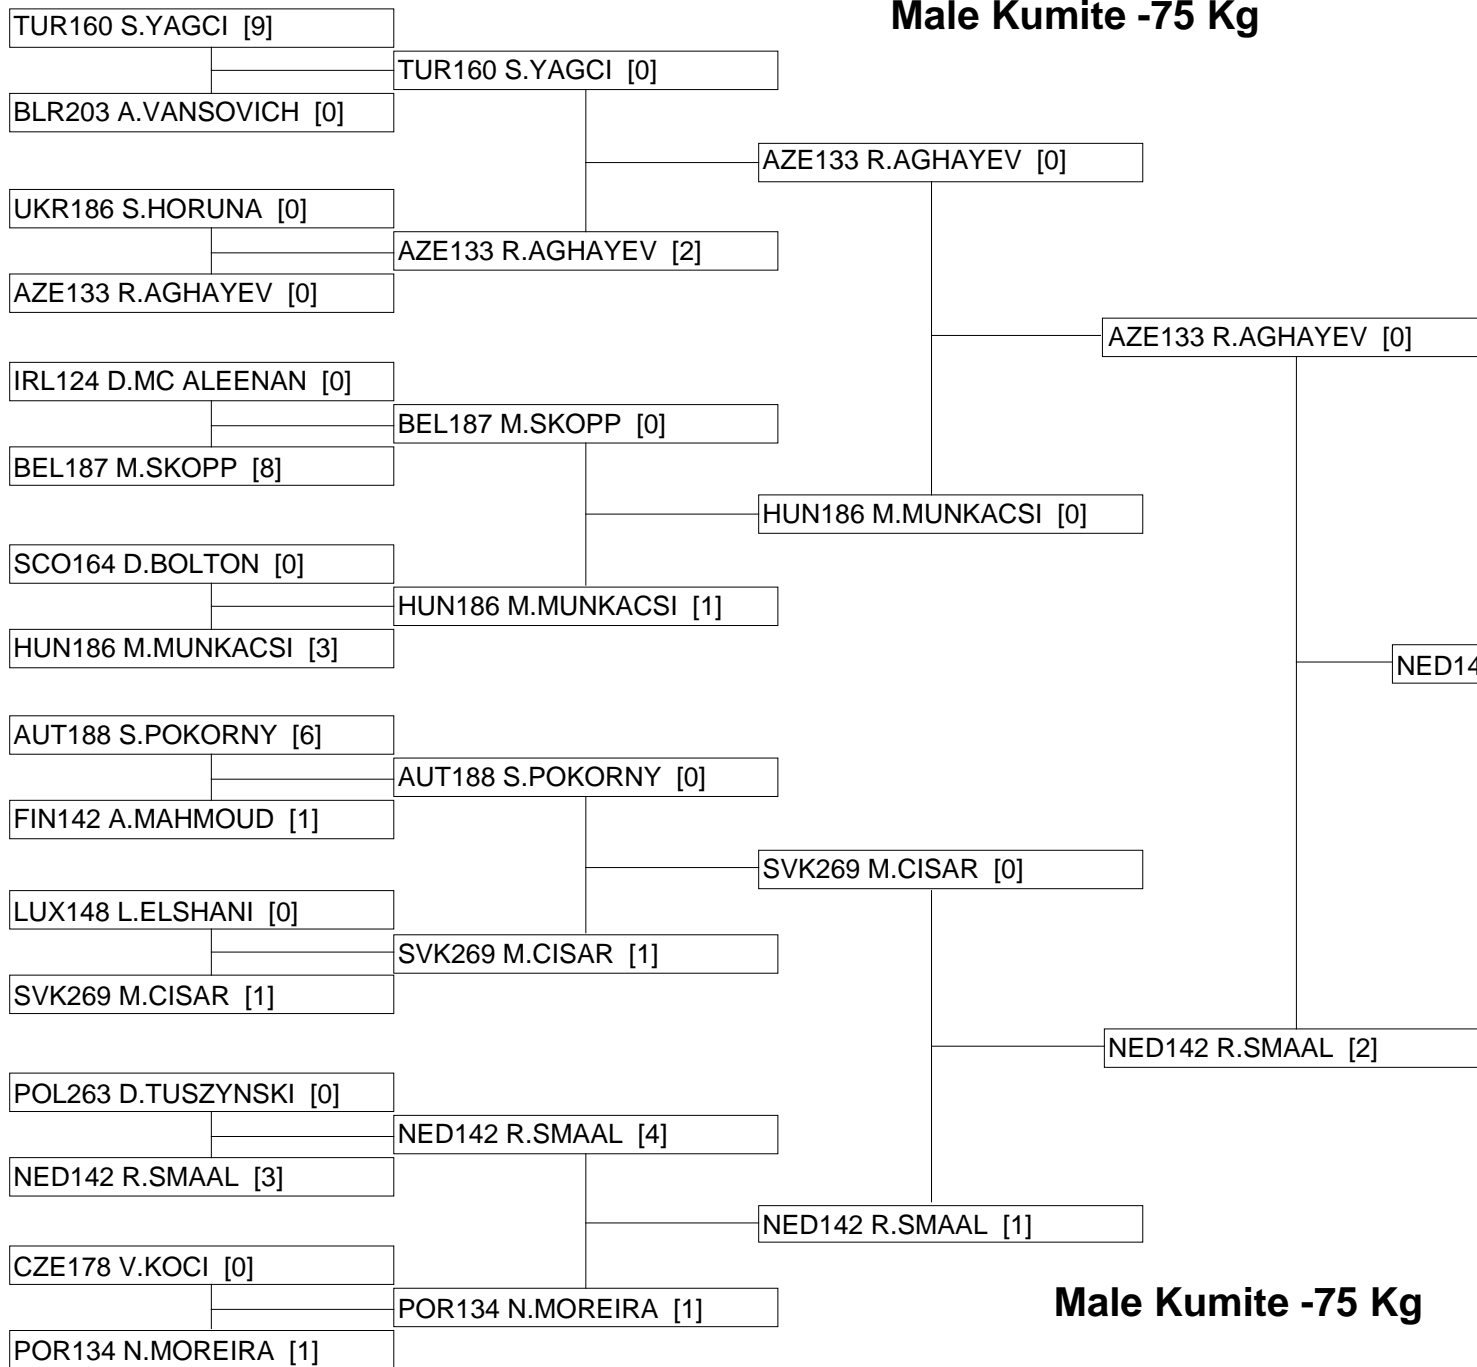 Male Kumite -75 Kg
TUR160 S.YAGCI [9]
TUR160 S.YAGCI [0]
BLR203 A.VANSOVICH [0]
AZE133 R.AGHAYEV [0]
UKR186 S.HORUNA [0]
AZE133 R.AGHAYEV [2]
AZE133 R.AGHAYEV [0]
AZE133 R.AGHAYEV [0]
IRL124 D.MC ALEENAN [0]
BEL187 M.SKOPP [0]
BEL187 M.SKOPP [8]
HUN186 M.MUNKACSI [0]
SCO164 D.BOLTON [0]
HUN186 M.MUNKACSI [1]
HUN186 M.MUNKACSI [3]
NED14
AUT188 S.POKORNY [6]
AUT188 S.POKORNY [0]
FIN142 A.MAHMOUD [1]
SVK269 M.CISAR [0]
LUX148 L.ELSHANI [0]
SVK269 M.CISAR [1]
SVK269 M.CISAR [1]
NED142 R.SMAAL [2]
POL263 D.TUSZYNSKI [0]
NED142 R.SMAAL [4]
NED142 R.SMAAL [3]
NED142 R.SMAAL [1]
CZE178 V.KOCI [0]
POR134 N.MOREIRA [1]
Male Kumite -75 Kg
POR134 N.MOREIRA [1]